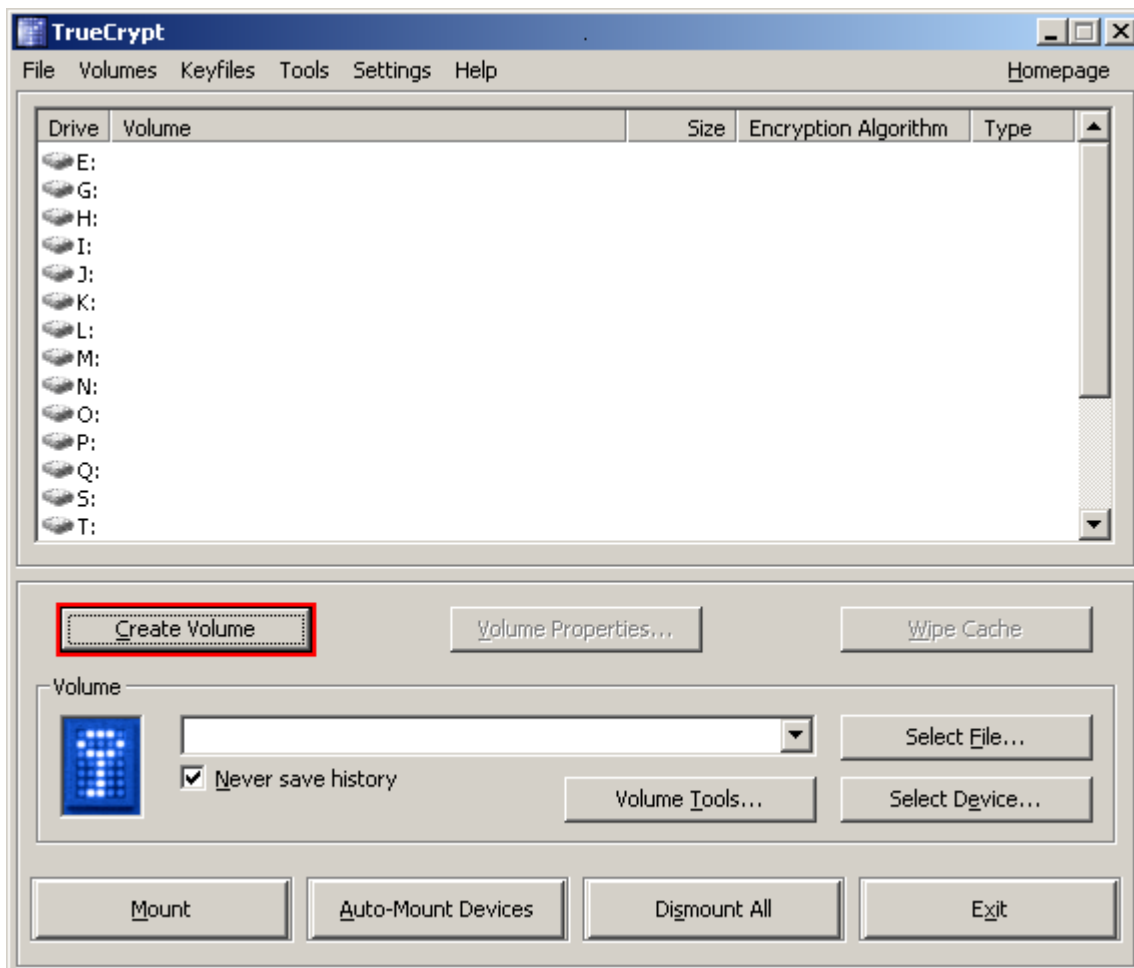 TrueCrypt
File Volumes Keyfiles Tools Settings Help Homepage
Drive Volume Size Encryption Algorithm Type
E:
G:
H:
I:
J:
K:
L:
M:
N:
O:
P:
Q:
S:
T:
Create Volume Volume Properties... Wipe Cache
Volume
Select File...
Never save history
Volume Tools... Select Device...
Mount Auto-Mount Devices Dismount All Exit